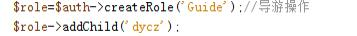 $role=$auth->createRole('Guide');//导游操作
$role->addChild('dycz');